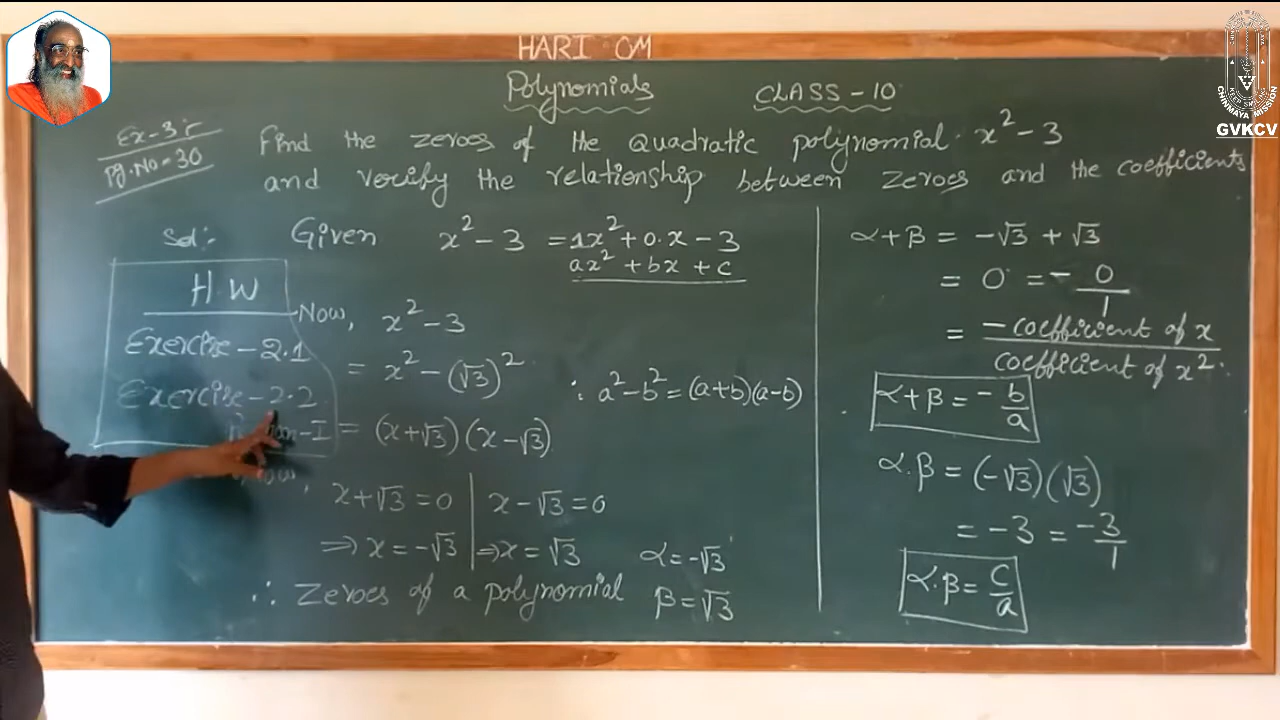 HARI OM
Polynomials
CLASS - 10
GVKCV
CHINMAYA MISSION
Ex-3:-
Pg.No-30
Find the zeroes of the Quadratic polynomial x² - 3
and verify the relationship between zeroes and the coefficients
Sol:- Given x² - 3 = 1x² + 0.x - 3
ax² + bx + c
H.W
Exercise - 2.1
Exercise - 2.2
-I
Now, x² - 3
= x² - (√3)² ∴ a² - b² = (a+b)(a-b)
= (x+√3)(x-√3)
Now,
x+√3 = 0
x-√3 = 0
⇒ x = -√3
⇒ x = √3
α = -√3
∴ Zeroes of a polynomial β = √3
α+β = -√3 + √3
= 0 = - 0/1
= -coefficient of x / coefficient of x²
α+β = - b/a
α.β = (-√3)(√3)
= -3 = -3/1
α.β = c/a